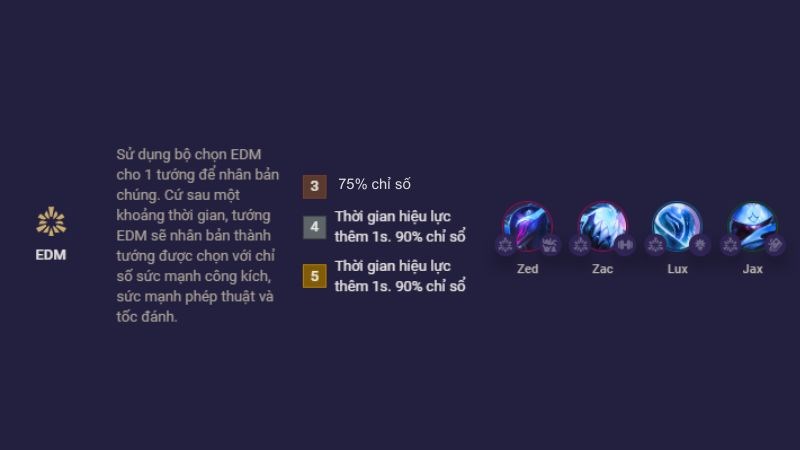 Sử dụng bộ chọn EDM
cho 1 tướng để nhân bản
chúng. Cứ sau một
khoảng thời gian, tướng
EDM sẽ nhân bản thành
tướng được chọn với chỉ
số sức mạnh công kích,
sức mạnh phép thuật và
tốc đánh.
EDM
3 75% chỉ số
4 Thời gian hiệu lực
thêm 1s. 90% chỉ sổ
5 Thời gian hiệu lực
thêm 1s. 90% chỉ sổ
Zed
Zac
Lux
Jax